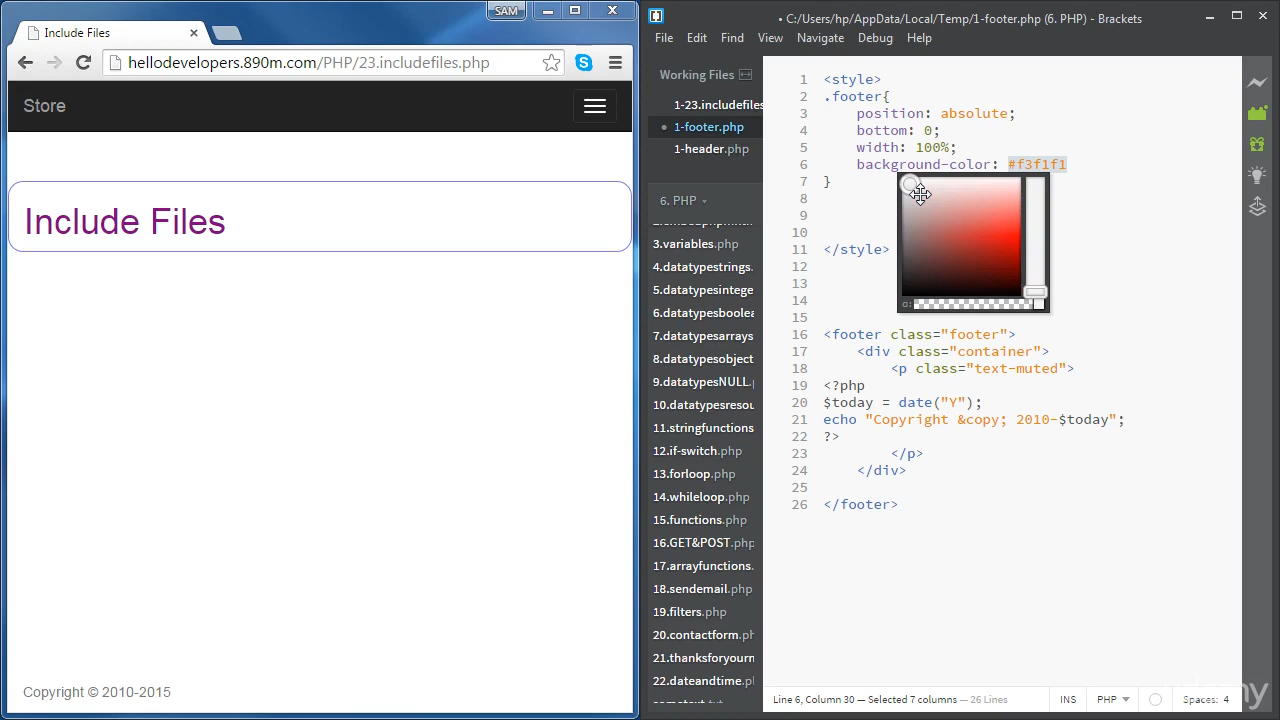 SAM
Include Files
hellodevelopers.890m.com/PHP/23.includefiles.php
Store
Include Files
Copyright © 2010-2015
• C:/Users/hp/AppData/Local/Temp/1-footer.php (6. PHP) - Brackets
File Edit Find View Navigate Debug Help
Working Files
1-23.includefiles
1-footer.php
1-header.php
6. PHP
3.variables.php
4.datatypestrings.
5.datatypesintege
6.datatypesboolea
7.datatypesarrays
8.datatypesobject
9.datatypesNULL.p
10.datatypesresou
11.stringfunctions
12.if-switch.php
13.forloop.php
14.whileloop.php
15.functions.php
16.GET&POST.php
17.arrayfunctions.
18.sendemail.php
19.filters.php
20.contactform.ph
21.thanksforyourn
22.dateandtime.pl
1 <style>
2 .footer{
3 position: absolute;
4 bottom: 0;
5 width: 100%;
6 background-color: #f3f1f1
7 }
8
9
10
11 </style>
12
13
14
15
16 <footer class="footer">
17 <div class="container">
18 <p class="text-muted">
19 <?php
20 $today = date("Y");
21 echo "Copyright &copy; 2010-$today";
22 ?>
23 </p>
24 </div>
25
26 </footer>
a:
Line 6, Column 30 — Selected 7 columns — 26 Lines
INS PHP Spaces: 4